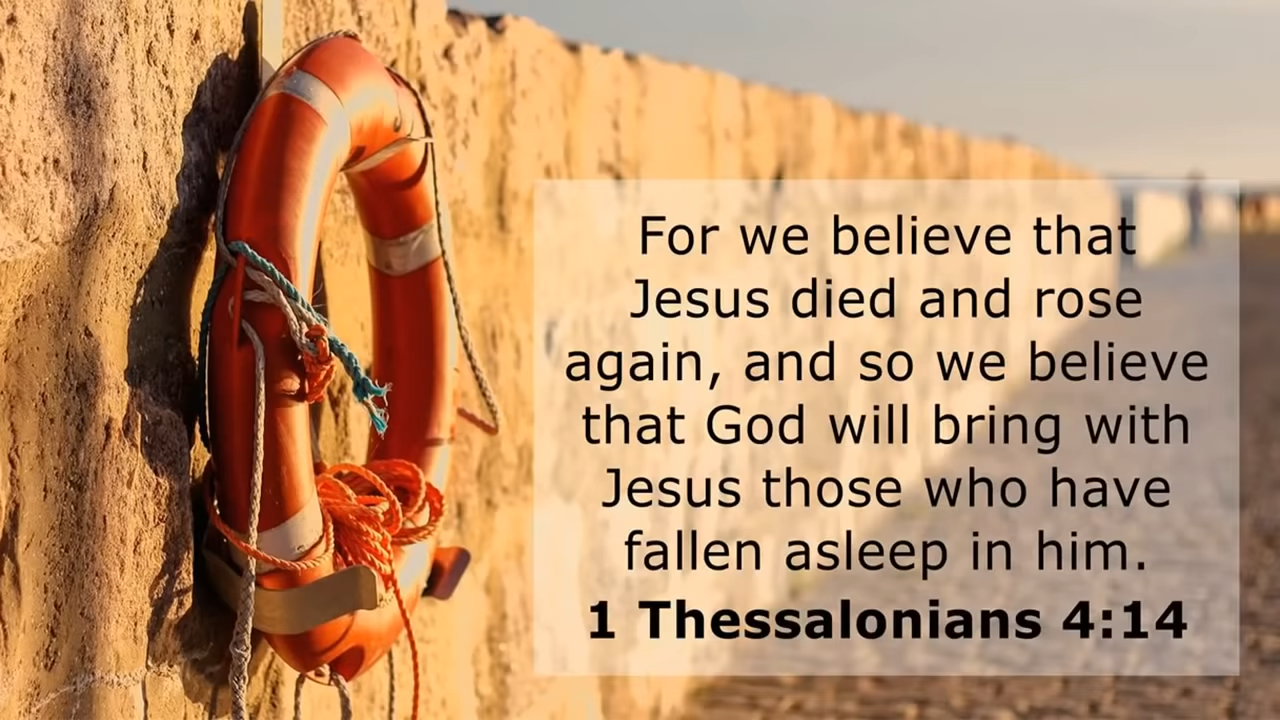 For we believe that
Jesus died and rose
again, and so we believe
that God will bring with
Jesus those who have
fallen asleep in him.
1 Thessalonians 4:14